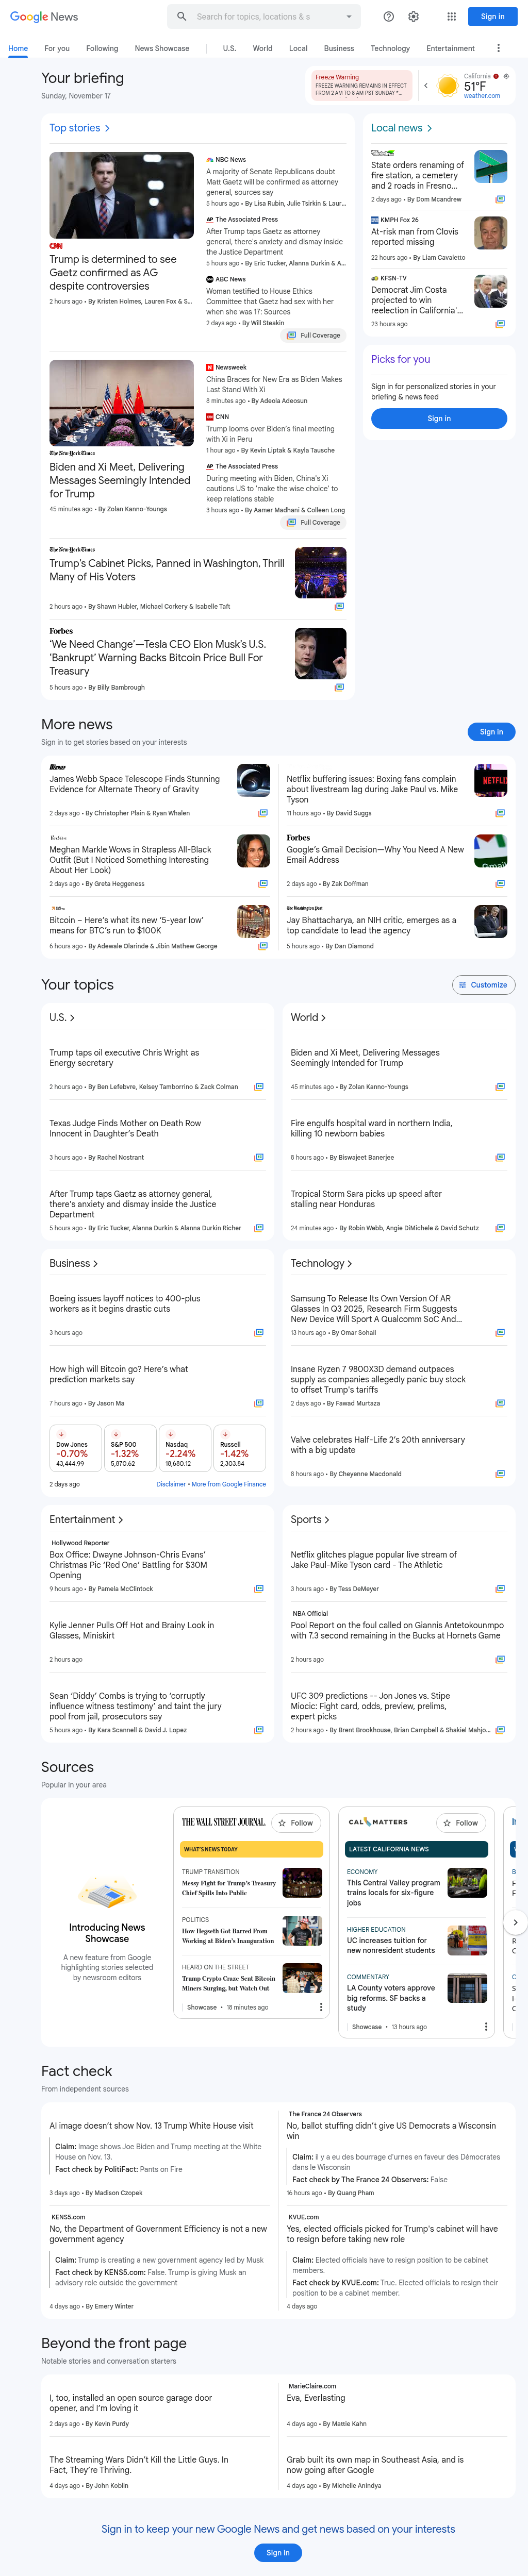 Google News
Search for topics, locations & s
Sign in
Home For you Following News Showcase U.S. World Local Business Technology Entertainment
Your briefing
Sunday, November 17
Freeze Warning
FREEZE WARNING REMAINS IN EFFECT
FROM 2 AM TO 8 AM PST SUNDAY *...
California
51°F
weather.com
Top stories
CNN
Trump is determined to see
Gaetz confirmed as AG
despite controversies
2 hours ago • By Kristen Holmes, Lauren Fox & S...
NBC News
A majority of Senate Republicans doubt
Matt Gaetz will be confirmed as attorney
general, sources say
5 hours ago • By Lisa Rubin, Julie Tsirkin & Laur...
The Associated Press
After Trump taps Gaetz as attorney
general, there's anxiety and dismay inside
the Justice Department
5 hours ago • By Eric Tucker, Alanna Durkin & A...
ABC News
Woman testified to House Ethics
Committee that Gaetz had sex with her
when she was 17: Sources
2 days ago • By Will Steakin
Full Coverage
The New York Times
Biden and Xi Meet, Delivering
Messages Seemingly Intended
for Trump
45 minutes ago • By Zolan Kanno-Youngs
Newsweek
China Braces for New Era as Biden Makes
Last Stand With Xi
8 minutes ago • By Adeola Adeosun
CNN
Trump looms over Biden's final meeting
with Xi in Peru
1 hour ago • By Kevin Liptak & Kayla Tausche
The Associated Press
During meeting with Biden, China's Xi
cautions US to 'make the wise choice' to
keep relations stable
3 hours ago • By Aamer Madhani & Colleen Long
Full Coverage
The New York Times
Trump's Cabinet Picks, Panned in Washington, Thrill
Many of His Voters
2 hours ago • By Shawn Hubler, Michael Corkery & Isabelle Taft
Forbes
'We Need Change'—Tesla CEO Elon Musk's U.S.
'Bankrupt' Warning Backs Bitcoin Price Bull For
Treasury
5 hours ago • By Billy Bambrough
Local news
State orders renaming of
fire station, a cemetery
and 2 roads in Fresno...
2 days ago • By Dom Mcandrew
KMPH Fox 26
At-risk man from Clovis
reported missing
22 hours ago • By Liam Cavaletto
KFSN-TV
Democrat Jim Costa
projected to win
reelection in California'...
23 hours ago
Picks for you
Sign in for personalized stories in your
briefing & news feed
Sign in
More news
Sign in to get stories based on your interests
Sign in
James Webb Space Telescope Finds Stunning
Evidence for Alternate Theory of Gravity
2 days ago • By Christopher Plain & Ryan Whalen
Netflix buffering issues: Boxing fans complain
about livestream lag during Jake Paul vs. Mike
Tyson
11 hours ago • By David Suggs
NETFLIX
Meghan Markle Wows in Strapless All-Black
Outfit (But I Noticed Something Interesting
About Her Look)
2 days ago • By Greta Heggeness
Forbes
Google's Gmail Decision—Why You Need A New
Email Address
2 days ago • By Zak Doffman
Gmail
Bitcoin – Here's what its new '5-year low'
means for BTC's run to $100K
6 hours ago • By Adewale Olarinde & Jibin Mathew George
The Washington Post
Jay Bhattacharya, an NIH critic, emerges as a
top candidate to lead the agency
5 hours ago • By Dan Diamond
Your topics
Customize
U.S.
Trump taps oil executive Chris Wright as
Energy secretary
2 hours ago • By Ben Lefebvre, Kelsey Tamborrino & Zack Colman
Texas Judge Finds Mother on Death Row
Innocent in Daughter's Death
3 hours ago • By Rachel Nostrant
After Trump taps Gaetz as attorney general,
there's anxiety and dismay inside the Justice
Department
5 hours ago • By Eric Tucker, Alanna Durkin & Alanna Durkin Richer
World
Biden and Xi Meet, Delivering Messages
Seemingly Intended for Trump
45 minutes ago • By Zolan Kanno-Youngs
Fire engulfs hospital ward in northern India,
killing 10 newborn babies
8 hours ago • By Biswajeet Banerjee
Tropical Storm Sara picks up speed after
stalling near Honduras
24 minutes ago • By Robin Webb, Angie DiMichele & David Schutz
Business
Boeing issues layoff notices to 400-plus
workers as it begins drastic cuts
3 hours ago
How high will Bitcoin go? Here's what
prediction markets say
7 hours ago • By Jason Ma
Dow Jones
-0.70%
43,444.99
S&P 500
-1.32%
5,870.62
Nasdaq
-2.24%
18,680.12
Russell
-1.42%
2,303.84
2 days ago
Disclaimer • More from Google Finance
Technology
Samsung To Release Its Own Version Of AR
Glasses In Q3 2025, Research Firm Suggests
New Device Will Sport A Qualcomm SoC And...
13 hours ago • By Omar Sohail
Insane Ryzen 7 9800X3D demand outpaces
supply as companies allegedly panic buy stock
to offset Trump's tariffs
2 days ago • By Fawad Murtaza
Valve celebrates Half-Life 2's 20th anniversary
with a big update
8 hours ago • By Cheyenne Macdonald
Entertainment
Hollywood Reporter
Box Office: Dwayne Johnson-Chris Evans'
Christmas Pic 'Red One' Battling for $30M
Opening
9 hours ago • By Pamela McClintock
Kylie Jenner Pulls Off Hot and Brainy Look in
Glasses, Miniskirt
2 hours ago
Sean 'Diddy' Combs is trying to 'corruptly
influence witness testimony' and taint the jury
pool from jail, prosecutors say
5 hours ago • By Kara Scannell & David J. Lopez
Sports
Netflix glitches plague popular live stream of
Jake Paul-Mike Tyson card - The Athletic
3 hours ago • By Tess DeMeyer
NBA Official
Pool Report on the foul called on Giannis Antetokounmpo
with 7.3 second remaining in the Bucks at Hornets Game
2 hours ago
UFC 309 predictions -- Jon Jones vs. Stipe
Miocic: Fight card, odds, preview, prelims,
expert picks
2 hours ago • By Brent Brookhouse, Brian Campbell & Shakiel Mahjo...
Sources
Popular in your area
Introducing News
Showcase
A new feature from Google
highlighting stories selected
by newsroom editors
THE WALL STREET JOURNAL.
Follow
WHAT'S NEWS TODAY
TRUMP TRANSITION
Messy Fight for Trump's Treasury
Chief Spills Into Public
POLITICS
How Hegseth Got Barred From
Working at Biden's Inauguration
HEARD ON THE STREET
Trump Crypto Craze Sent Bitcoin
Miners Surging, but Watch Out
Showcase • 18 minutes ago
CALMATTERS
Follow
LATEST CALIFORNIA NEWS
ECONOMY
This Central Valley program
trains locals for six-figure
jobs
HIGHER EDUCATION
UC increases tuition for
new nonresident students
COMMENTARY
LA County voters approve
big reforms. SF backs a
study
Showcase • 13 hours ago
Fact check
From independent sources
AI image doesn't show Nov. 13 Trump White House visit
Claim: Image shows Joe Biden and Trump meeting at the White
House on Nov. 13.
Fact check by PolitiFact: Pants on Fire
3 days ago • By Madison Czopek
The France 24 Observers
No, ballot stuffing didn't give US Democrats a Wisconsin
win
Claim: il y a eu des bourrage d'urnes en faveur des Démocrates
dans le Wisconsin
Fact check by The France 24 Observers: False
16 hours ago • By Quang Pham
KENS5.com
No, the Department of Government Efficiency is not a new
government agency
Claim: Trump is creating a new government agency led by Musk
Fact check by KENS5.com: False. Trump is giving Musk an
advisory role outside the government
4 days ago • By Emery Winter
KVUE.com
Yes, elected officials picked for Trump's cabinet will have
to resign before taking new role
Claim: Elected officials have to resign position to be cabinet
members.
Fact check by KVUE.com: True. Elected officials to resign their
position to be a cabinet member.
4 days ago
Beyond the front page
Notable stories and conversation starters
I, too, installed an open source garage door
opener, and I'm loving it
2 days ago • By Kevin Purdy
MarieClaire.com
Eva, Everlasting
4 days ago • By Mattie Kahn
The Streaming Wars Didn't Kill the Little Guys. In
Fact, They're Thriving.
4 days ago • By John Koblin
Grab built its own map in Southeast Asia, and is
now going after Google
4 days ago • By Michelle Anindya
Sign in to keep your new Google News and get news based on your interests
Sign in